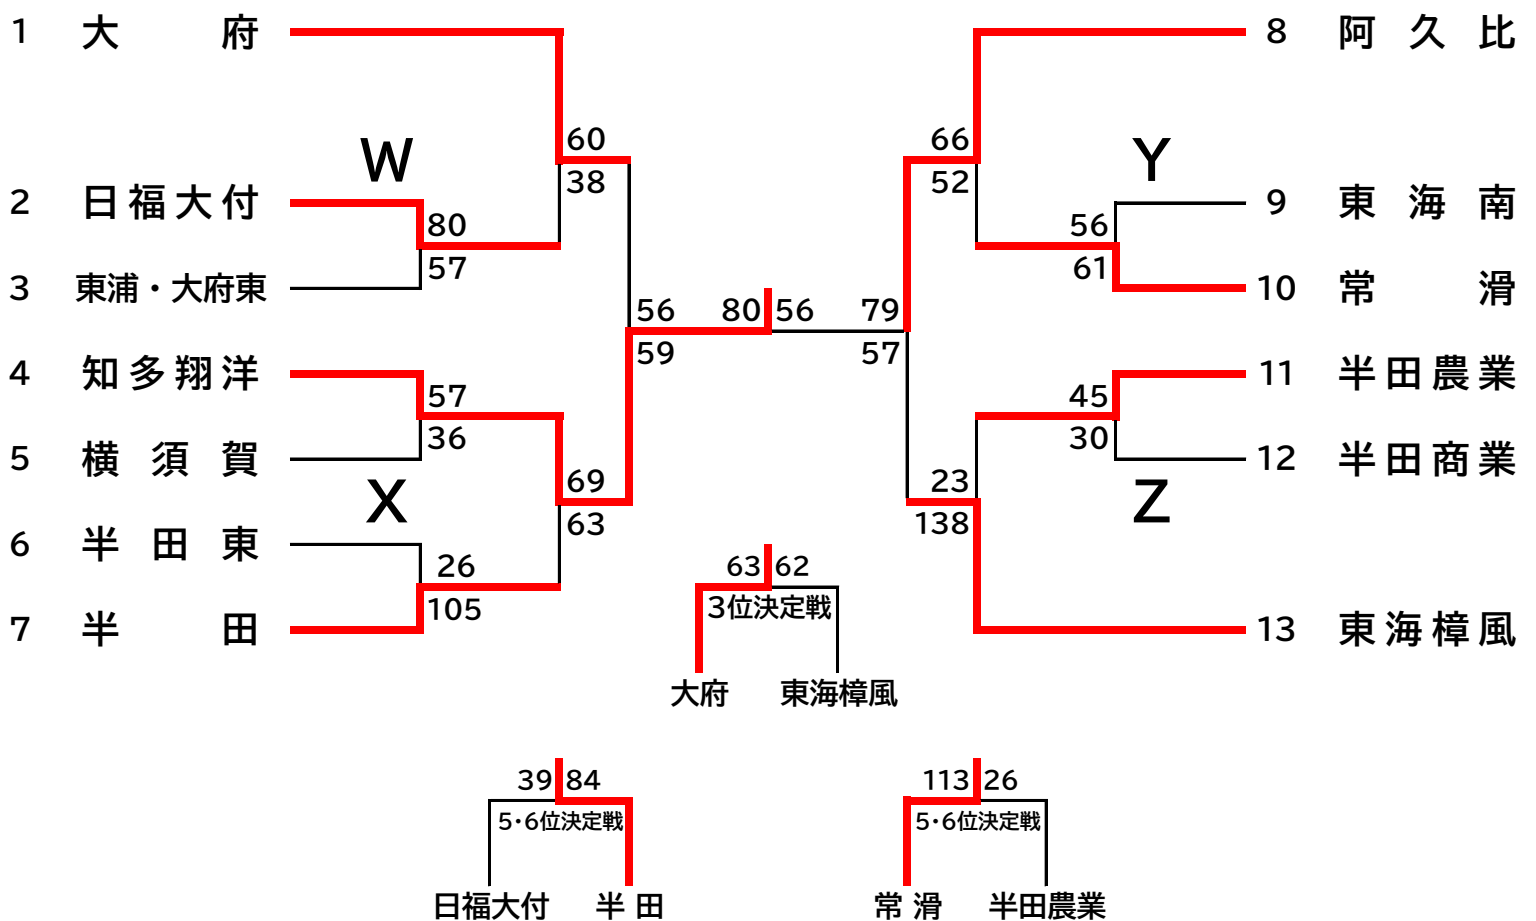 1 大府
60
38
W
2 日福大付
80
57
3 東浦・大府東
56
59
4 知多翔洋
57
36
5 横須賀
69
63
X
6 半田東
26
105
7 半田
80 56
8 阿久比
66
52
Y
9 東海南
56
61
10 常滑
79
57
11 半田農業
45
30
12 半田商業
23
138
Z
13 東海樟風
63 62
3位決定戦
大府 東海樟風
39 84
5・6位決定戦
日福大付 半田
113 26
5・6位決定戦
常滑 半田農業